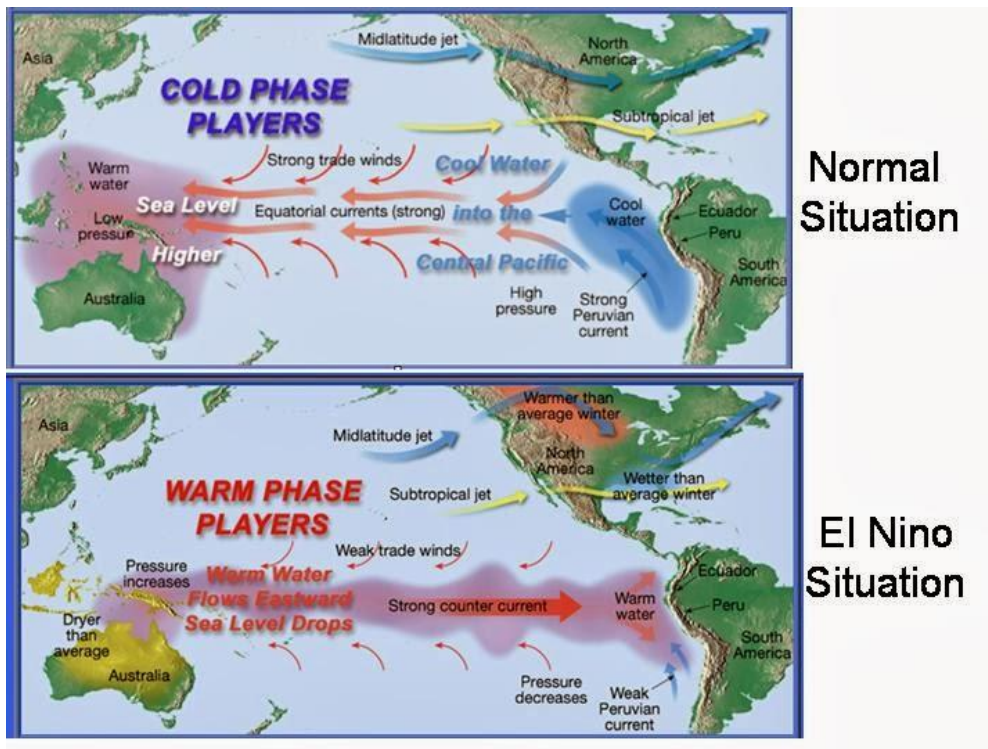 Asia
Midlatitude jet
North
America
COLD PHASE
PLAYERS
Subtropical jet
Strong trade winds
Cool Water
Warm
water
Sea Level
Equatorial currents (strong)
into the
Cool
water
Ecuador
Low
pressure
Peru
Higher
Central Pacific
South
America
Australia
High
pressure
Strong
Peruvian
current
Normal
Situation
Warmer than
average winter
Asia
Midlatitude jet
North
America
Wetter than
average winter
WARM PHASE
PLAYERS
Subtropical jet
Weak trade winds
Pressure
increases
Warm Water
Flows Eastward
Sea Level Drops
Strong counter current
Warm
water
Ecuador
Peru
Dryer
than
average
South
America
Australia
Pressure
decreases
Weak
Peruvian
current
El Nino
Situation